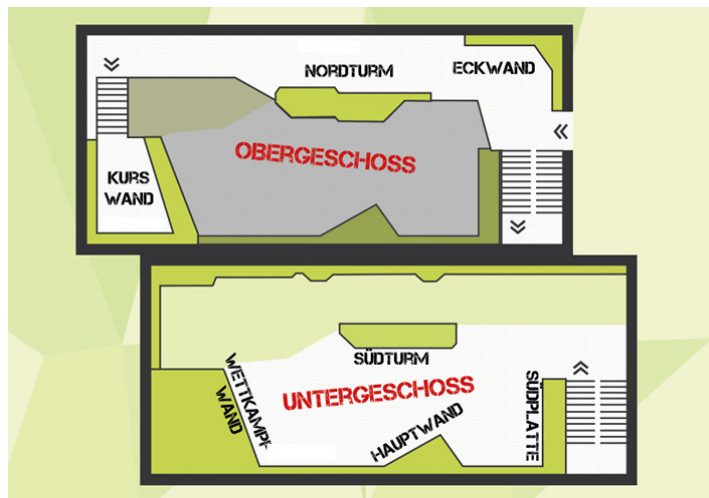 NORDTURM
ECKWAND
OBERGESCHOSS
KURS
WAND
SÜDTURM
WETTKAMPF-
WAND
UNTERGESCHOSS
HAUPTWAND
SÜDPLATTE